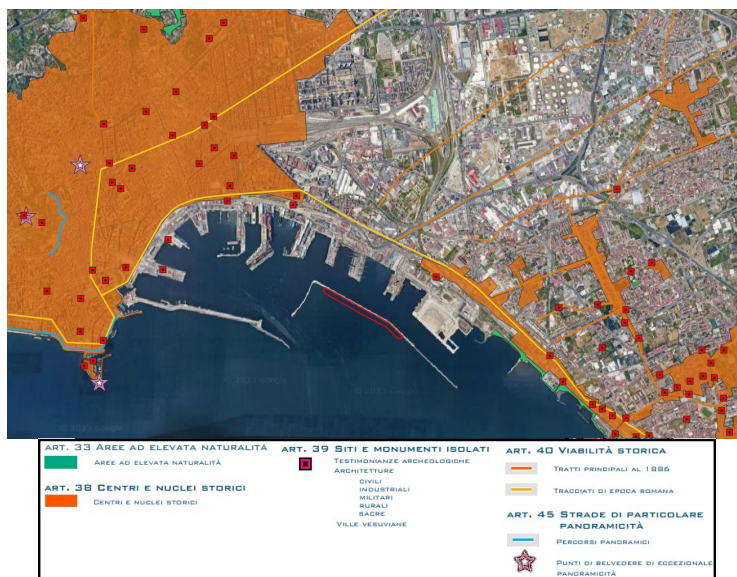 ART. 33 AREE AD ELEVATA NATURALITÀ
AREE AD ELEVATA NATURALITÀ
ART. 38 CENTRI E NUCLEI STORICI
CENTRI E NUCLEI STORICI
ART. 39 SITI E MONUMENTI ISOLATI
TESTIMONIANZE ARCHEOLOGICHE
ARCHITETTURE
CIVILI
INDUSTRIALI
MILITARI
RURALI
SACRE
VILLE VESUVIANE
ART. 40 VIABILITÀ STORICA
TRATTI PRINCIPALI AL 1886
TRACCIATI DI EPOCA ROMANA
ART. 45 STRADE DI PARTICOLARE
PANORAMICITÀ
PERCORSI PANORAMICI
PUNTI DI BELVEDERE DI ECCEZIONALE
PANORAMICITÀ